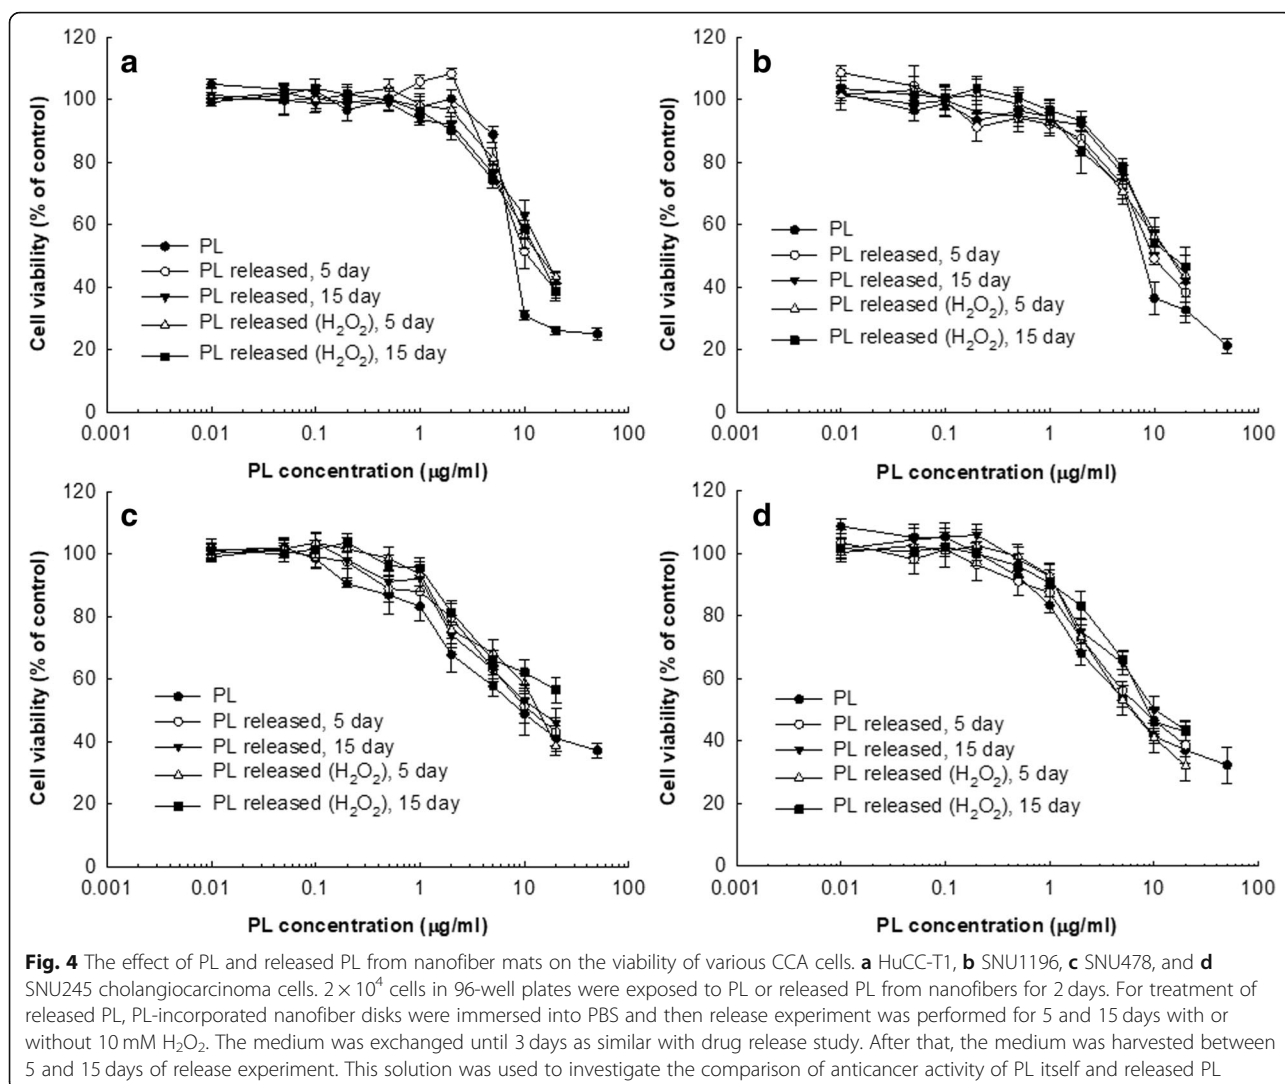 a
120
100
80
60
40
20
0
Cell viability (% of control)
PL
PL released, 5 day
PL released, 15 day
PL released (H₂O₂), 5 day
PL released (H₂O₂), 15 day
0.001 0.01 0.1 1 10 100
PL concentration (μg/ml)
b
120
100
80
60
40
20
0
Cell viability (% of control)
PL
PL released, 5 day
PL released, 15 day
PL released (H₂O₂), 5 day
PL released (H₂O₂), 15 day
0.001 0.01 0.1 1 10 100
PL concentration (μg/ml)
c
120
100
80
60
40
20
0
Cell viability (% of control)
PL
PL released, 5 day
PL released, 15 day
PL released (H₂O₂), 5 day
PL released (H₂O₂), 15 day
0.001 0.01 0.1 1 10 100
PL concentration (μg/ml)
d
120
100
80
60
40
20
0
Cell viability (% of control)
PL
PL released, 5 day
PL released, 15 day
PL released (H₂O₂), 5 day
PL released (H₂O₂), 15 day
0.001 0.01 0.1 1 10 100
PL concentration (μg/ml)
Fig. 4 The effect of PL and released PL from nanofiber mats on the viability of various CCA cells. a HuCC-T1, b SNU1196, c SNU478, and d
SNU245 cholangiocarcinoma cells. 2 × 10⁴ cells in 96-well plates were exposed to PL or released PL from nanofibers for 2 days. For treatment of
released PL, PL-incorporated nanofiber disks were immersed into PBS and then release experiment was performed for 5 and 15 days with or
without 10 mM H₂O₂. The medium was exchanged until 3 days as similar with drug release study. After that, the medium was harvested between
5 and 15 days of release experiment. This solution was used to investigate the comparison of anticancer activity of PL itself and released PL